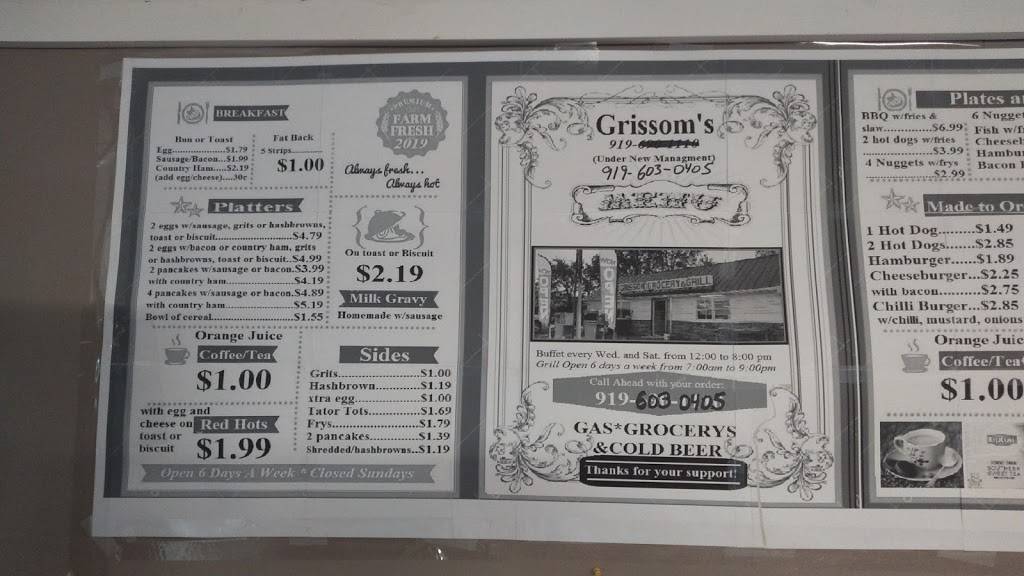 BREAKFAST
Bun or Toast
Egg..................$1.79
Sausage/Bacon...$1.99
Country Ham.....$2.19
(add egg/cheese)....30c
Fat Back
5 Strips
$1.00
PREMIUM
FARM
FRESH
2019
Always fresh...
Always hot
Platters
2 eggs w/sausage, grits or hashbrowns,
toast or biscuit...............$4.79
2 eggs w/bacon or country ham, grits
or hashbrowns, toast or biscuit..$4.99
2 pancakes w/sausage or bacon.$3.99
with country ham...............$4.19
4 pancakes w/sausage or bacon.$4.89
with country ham...............$5.19
Bowl of cereal...................$1.55
On toast or Biscuit
$2.19
Milk Gravy
Homemade w/sausage
Orange Juice
Coffee/Tea
$1.00
with egg and
cheese on
toast or
biscuit
Red Hots
$1.99
Sides
Grits....................$1.00
Hashbrown...........$1.19
xtra egg...............$1.00
Tator Tots............$1.69
Frys.....................$1.79
2 pancakes...........$1.39
Shredded/hashbrowns..$1.19
Open 6 Days A Week * Closed Sundays
Grissom's
919-
(Under New Managment)
919-603-0405
MENU
Buffet every Wed. and Sat. from 12:00 to 8:00 pm
Grill Open 6 days a week from 7:00am to 9:00pm
Call Ahead with your order:
919-603-0405
GAS*GROCERYS
&COLD BEER
Thanks for your support!
Plates
BBQ w/fries &
slaw.............$6.99
2 hot dogs w/fries
...............$3.99
4 Nuggets w/frys
...............$2.99
6 Nugget
Fish w/f
Cheeseb
Hambu
Bacon
Made to Or
1 Hot Dog........$1.49
2 Hot Dogs......$2.85
Hamburger......$1.89
Cheeseburger...$2.25
with bacon.......$2.75
Chilli Burger...$2.85
w/chilli, mustard, onions
Orange Juic
Coffee/Tea
$1.00